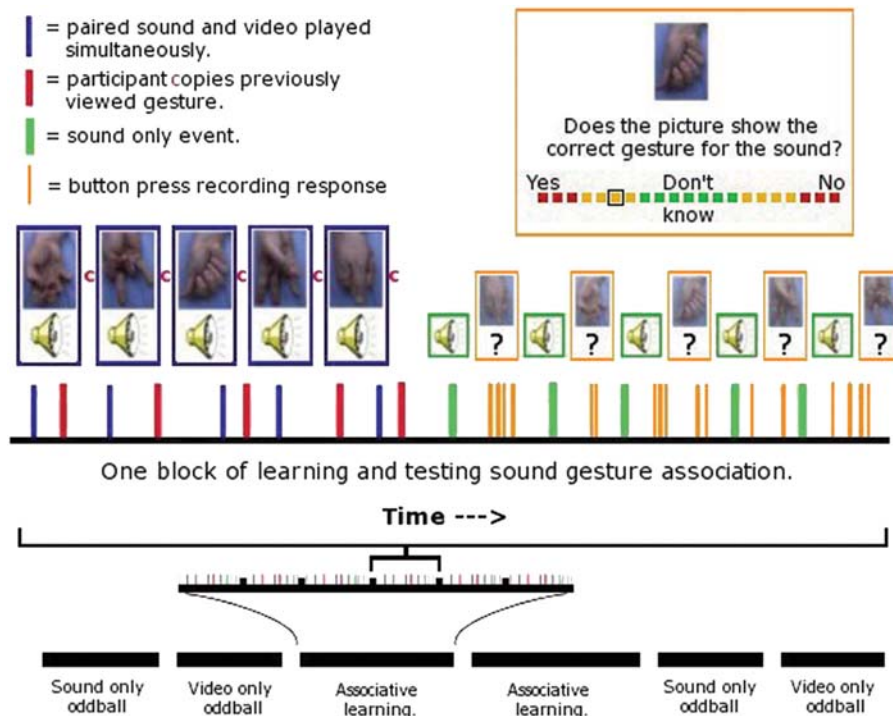 = paired sound and video played
simultaneously.
= participant copies previously
viewed gesture.
= sound only event.
= button press recording response
Does the picture show the
correct gesture for the sound?
Yes Don't No
know
c c c c c
? ? ? ? ?
One block of learning and testing sound gesture association.
Time --->
Sound only
oddball
Video only
oddball
Associative
learning.
Associative
learning.
Sound only
oddball
Video only
oddball